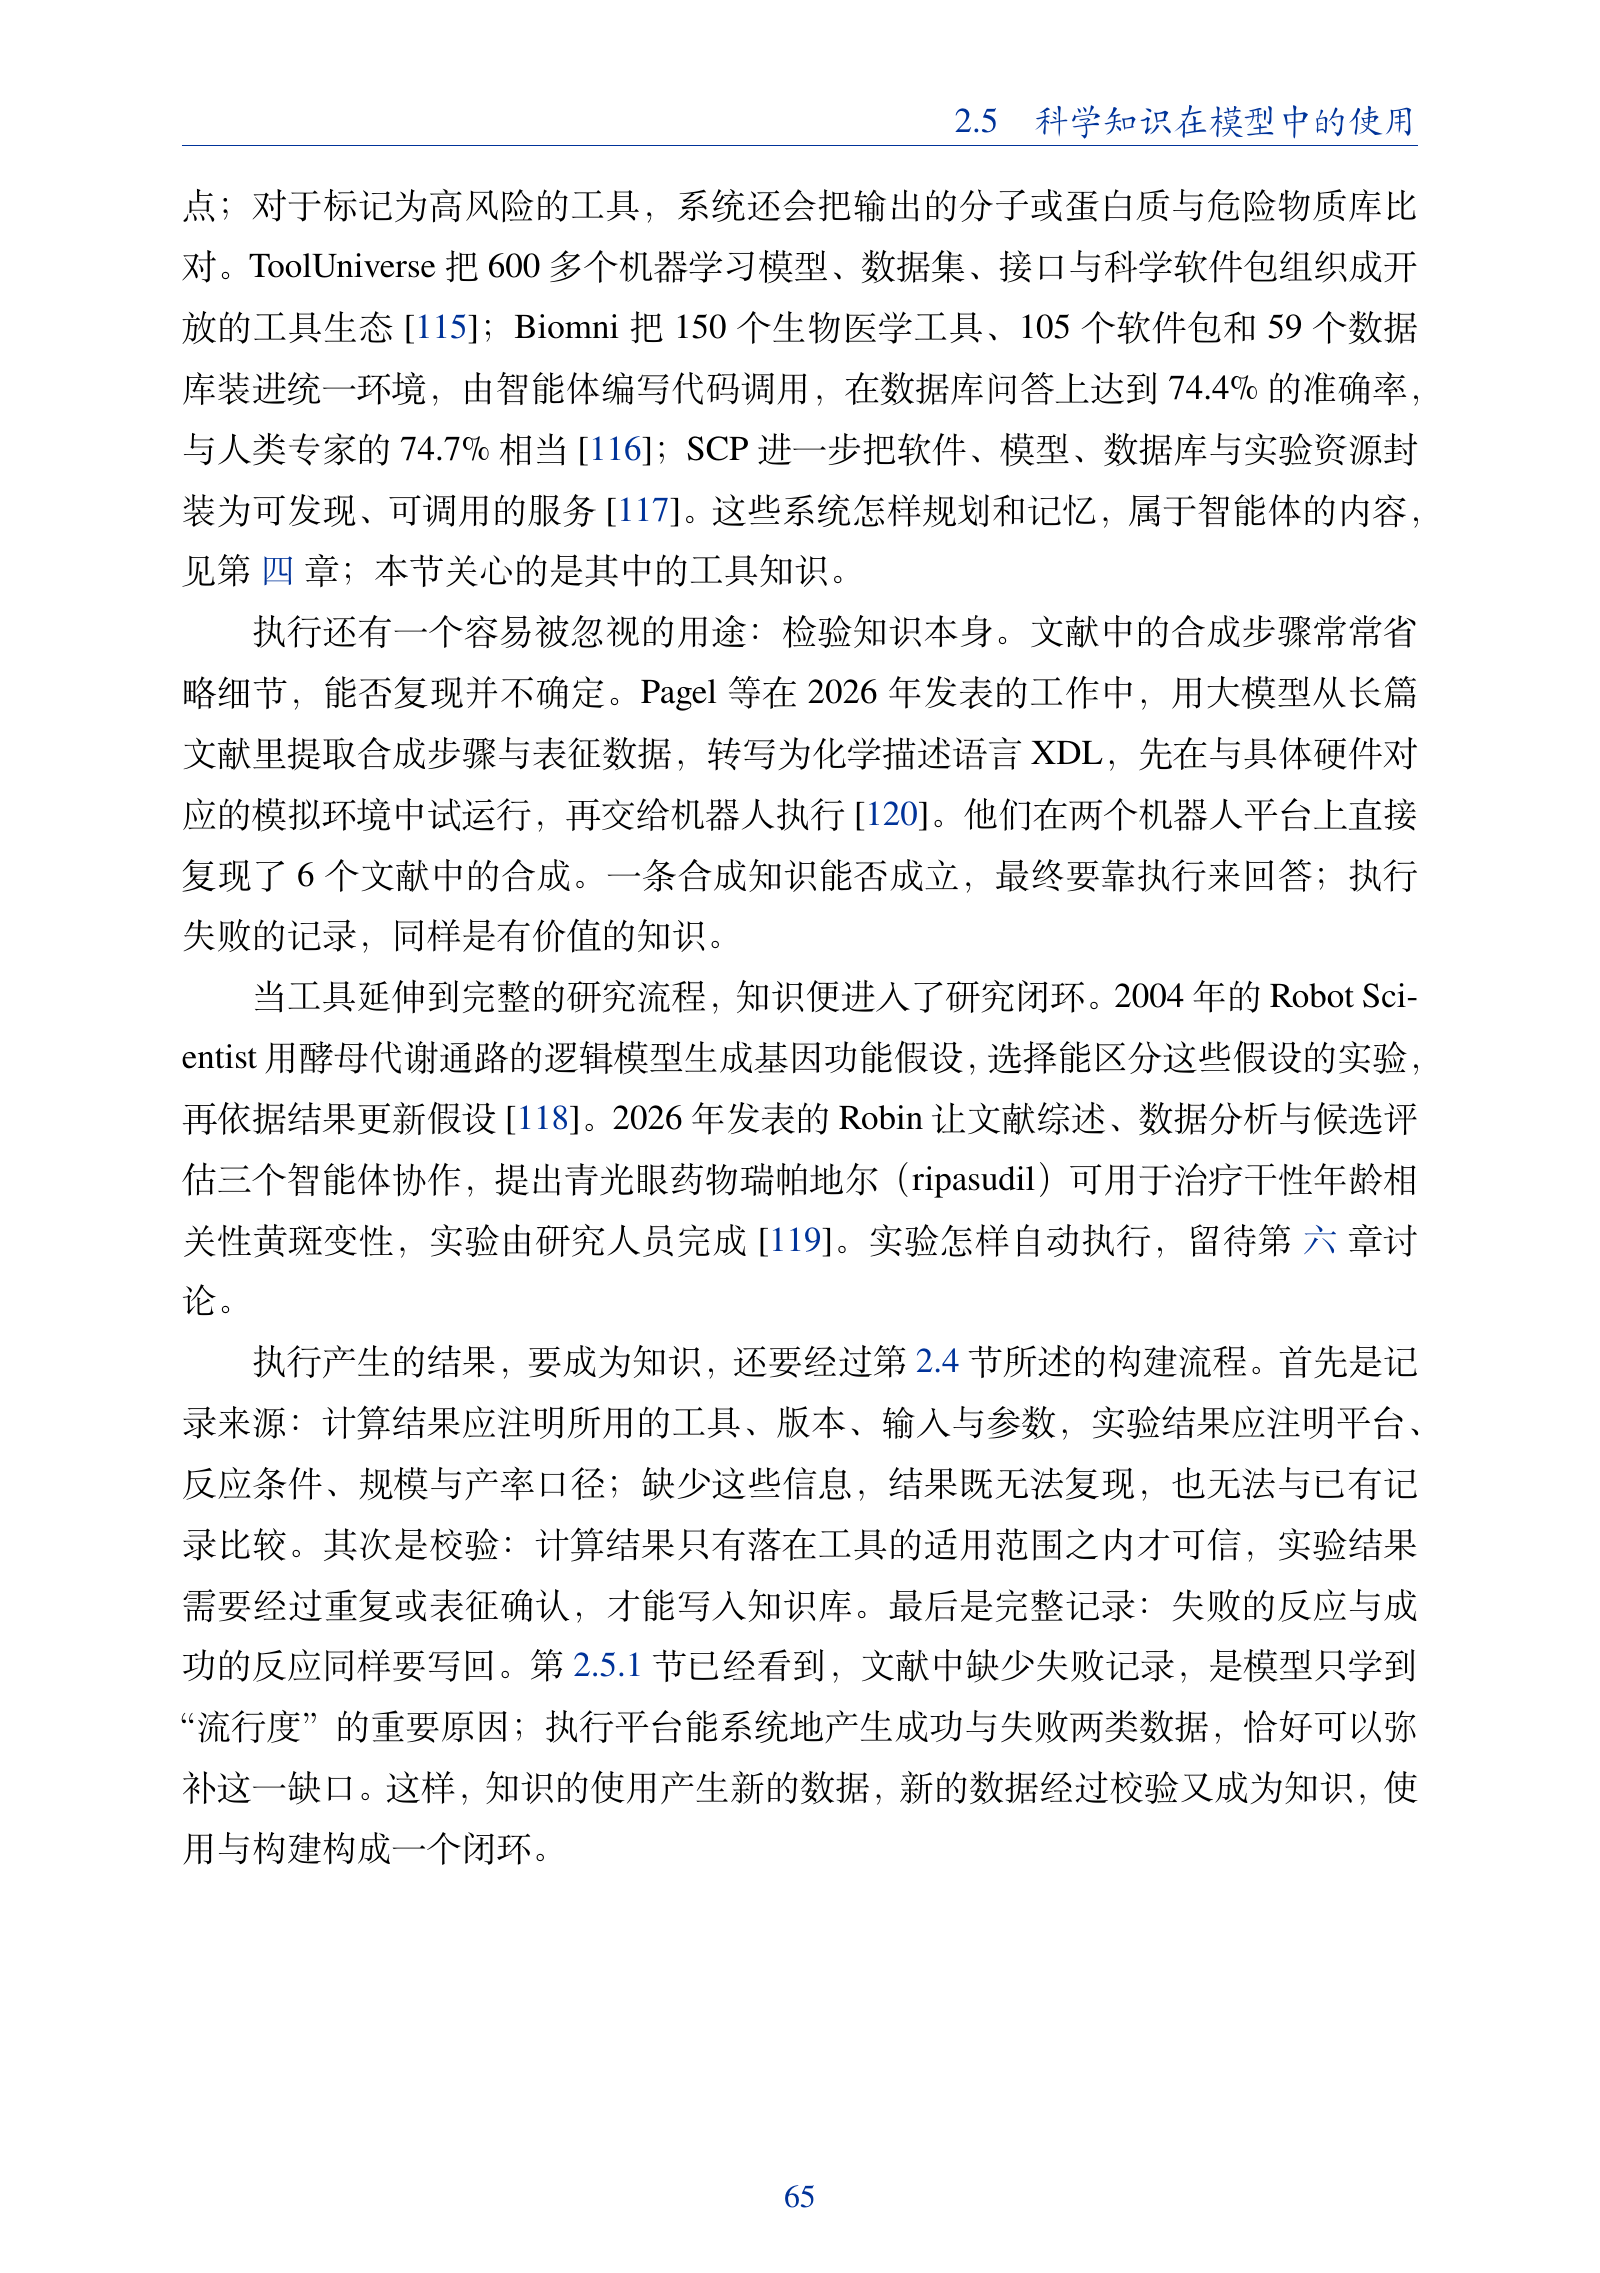 2.5 科学知识在模型中的使用
点；对于标记为高风险的工具，系统还会把输出的分子或蛋白质与危险物质库比
对。ToolUniverse 把 600 多个机器学习模型、数据集、接口与科学软件包组织成开
放的工具生态 [115]；Biomni 把 150 个生物医学工具、105 个软件包和 59 个数据
库装进统一环境，由智能体编写代码调用，在数据库问答上达到 74.4% 的准确率，
与人类专家的 74.7% 相当 [116]；SCP 进一步把软件、模型、数据库与实验资源封
装为可发现、可调用的服务 [117]。这些系统怎样规划和记忆，属于智能体的内容，
见第 四 章；本节关心的是其中的工具知识。
执行还有一个容易被忽视的用途：检验知识本身。文献中的合成步骤常常省
略细节，能否复现并不确定。Pagel 等在 2026 年发表的工作中，用大模型从长篇
文献里提取合成步骤与表征数据，转写为化学描述语言 XDL，先在与具体硬件对
应的模拟环境中试运行，再交给机器人执行 [120]。他们在两个机器人平台上直接
复现了 6 个文献中的合成。一条合成知识能否成立，最终要靠执行来回答；执行
失败的记录，同样是有价值的知识。
当工具延伸到完整的研究流程，知识便进入了研究闭环。2004 年的 Robot Sci-
entist 用酵母代谢通路的逻辑模型生成基因功能假设，选择能区分这些假设的实验，
再依据结果更新假设 [118]。2026 年发表的 Robin 让文献综述、数据分析与候选评
估三个智能体协作，提出青光眼药物瑞帕地尔（ripasudil）可用于治疗干性年龄相
关性黄斑变性，实验由研究人员完成 [119]。实验怎样自动执行，留待第 六 章讨
论。
执行产生的结果，要成为知识，还要经过第 2.4 节所述的构建流程。首先是记
录来源：计算结果应注明所用的工具、版本、输入与参数，实验结果应注明平台、
反应条件、规模与产率口径；缺少这些信息，结果既无法复现，也无法与已有记
录比较。其次是校验：计算结果只有落在工具的适用范围之内才可信，实验结果
需要经过重复或表征确认，才能写入知识库。最后是完整记录：失败的反应与成
功的反应同样要写回。第 2.5.1 节已经看到，文献中缺少失败记录，是模型只学到
“流行度” 的重要原因；执行平台能系统地产生成功与失败两类数据，恰好可以弥
补这一缺口。这样，知识的使用产生新的数据，新的数据经过校验又成为知识，使
用与构建构成一个闭环。
65